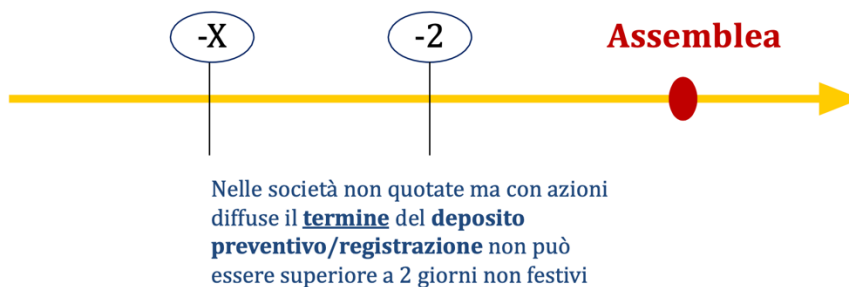 -X
-2
Assemblea
Nelle società non quotate ma con azioni
diffuse il termine del deposito
preventivo/registrazione non può
essere superiore a 2 giorni non festivi